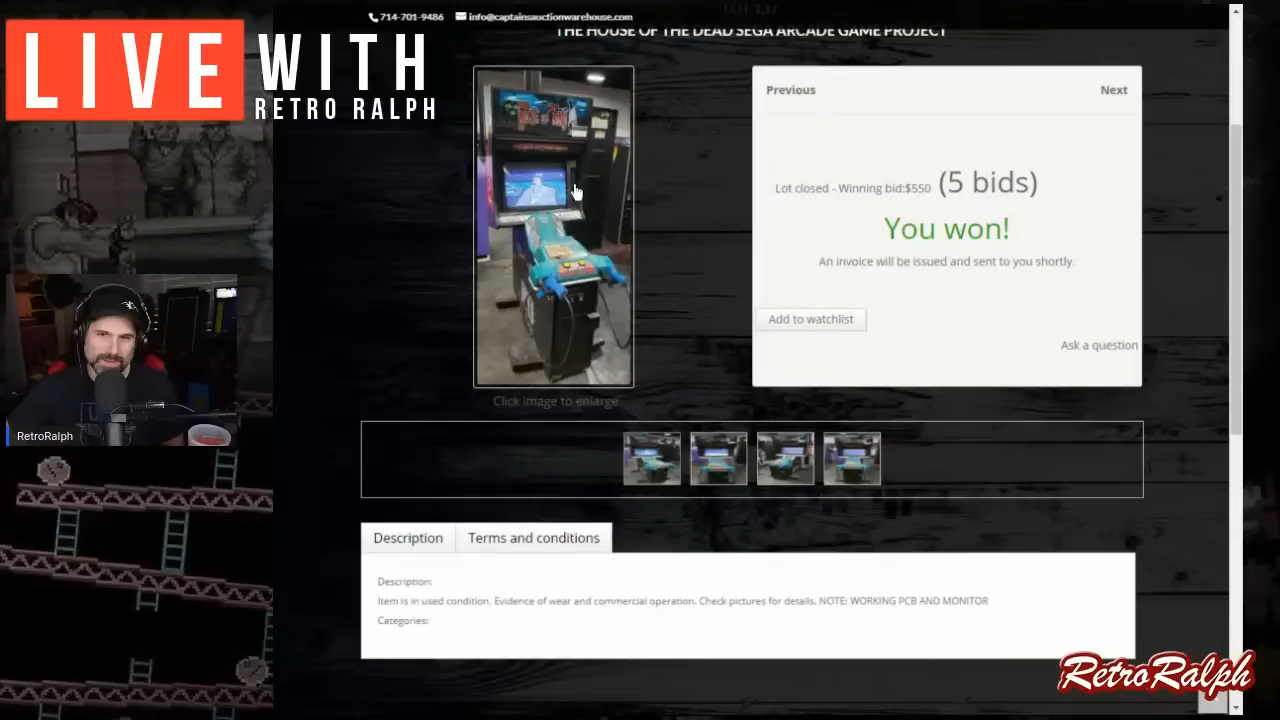 714-701-9486 info@captainsauctionwarehouse.com
THE HOUSE OF THE DEAD SEGA ARCADE GAME PROJECT
LIVE WITH
RETRO RALPH
Previous Next
Lot closed - Winning bid:$550 (5 bids)
You won!
An invoice will be issued and sent to you shortly.
Add to watchlist
Ask a question
Click image to enlarge
RetroRalph
Description Terms and conditions
Description:
Item is in used condition. Evidence of wear and commercial operation. Check pictures for details. NOTE: WORKING PCB AND MONITOR
Categories:
RetroRalph